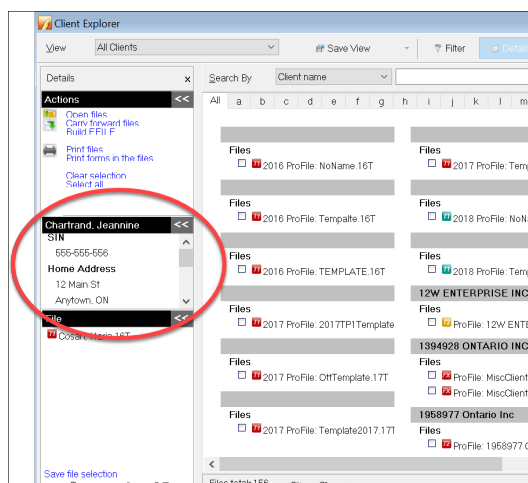 Client Explorer
View
All Clients
Save View
Filter
Details
Details
x
Search By
Client name
Actions
<<
Open files
Carry forward files
Build EFILE
Print files
Print forms in the files
Clear selection
Select all
Chartrand, Jeannine
<<
SIN
555-555-556
Home Address
12 Main St
Anytown, ON
File
<<
Save file selection
All a b c d e f g h i j k l m
Files
2016 ProFile: NoName.16T
Files
2016 ProFile: Tempalte.16T
Files
2016 ProFile: TEMPLATE.16T
Files
2017 ProFile: 2017TP1Template
Files
2017 ProFile: OttTemplate.17T
Files
2017 ProFile: Template2017.17T
Files
2017 ProFile: Temp
Files
2018 ProFile: NoNa
Files
2018 ProFile: Temp
12W ENTERPRISE INC
Files
ProFile: 12W ENTE
1394928 ONTARIO INC
Files
ProFile: MiscClient
ProFile: MiscClient
1958977 Ontario Inc
Files
ProFile: 1958977 O
Files total: 156